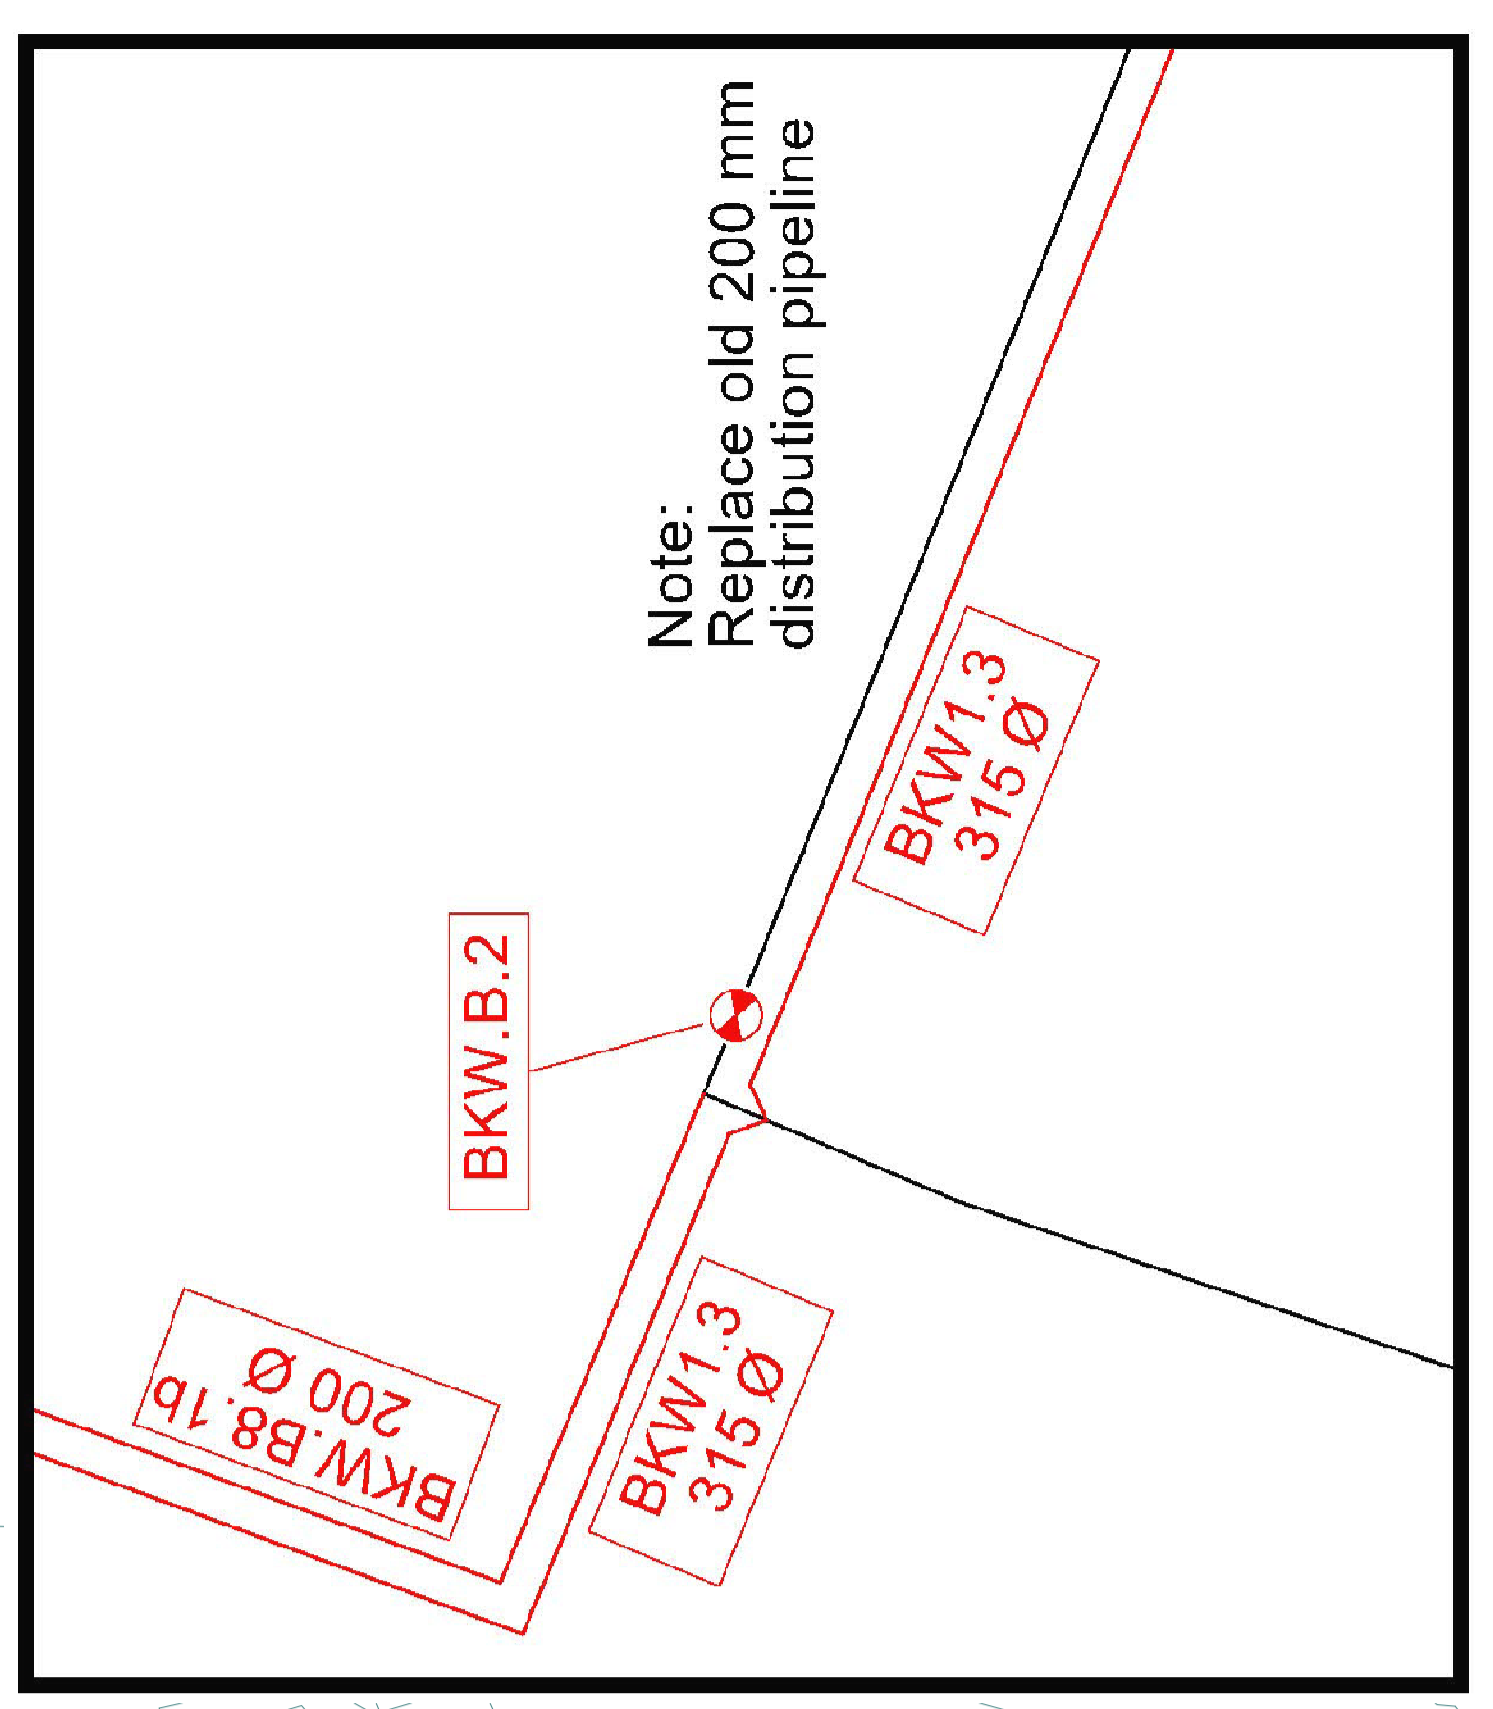 Note:
Replace old 200 mm
distribution pipeline
BKW1.3
315 Ø
BKW.B.2
BKW1.3
315 Ø
BKW.B8.1b
200 Ø